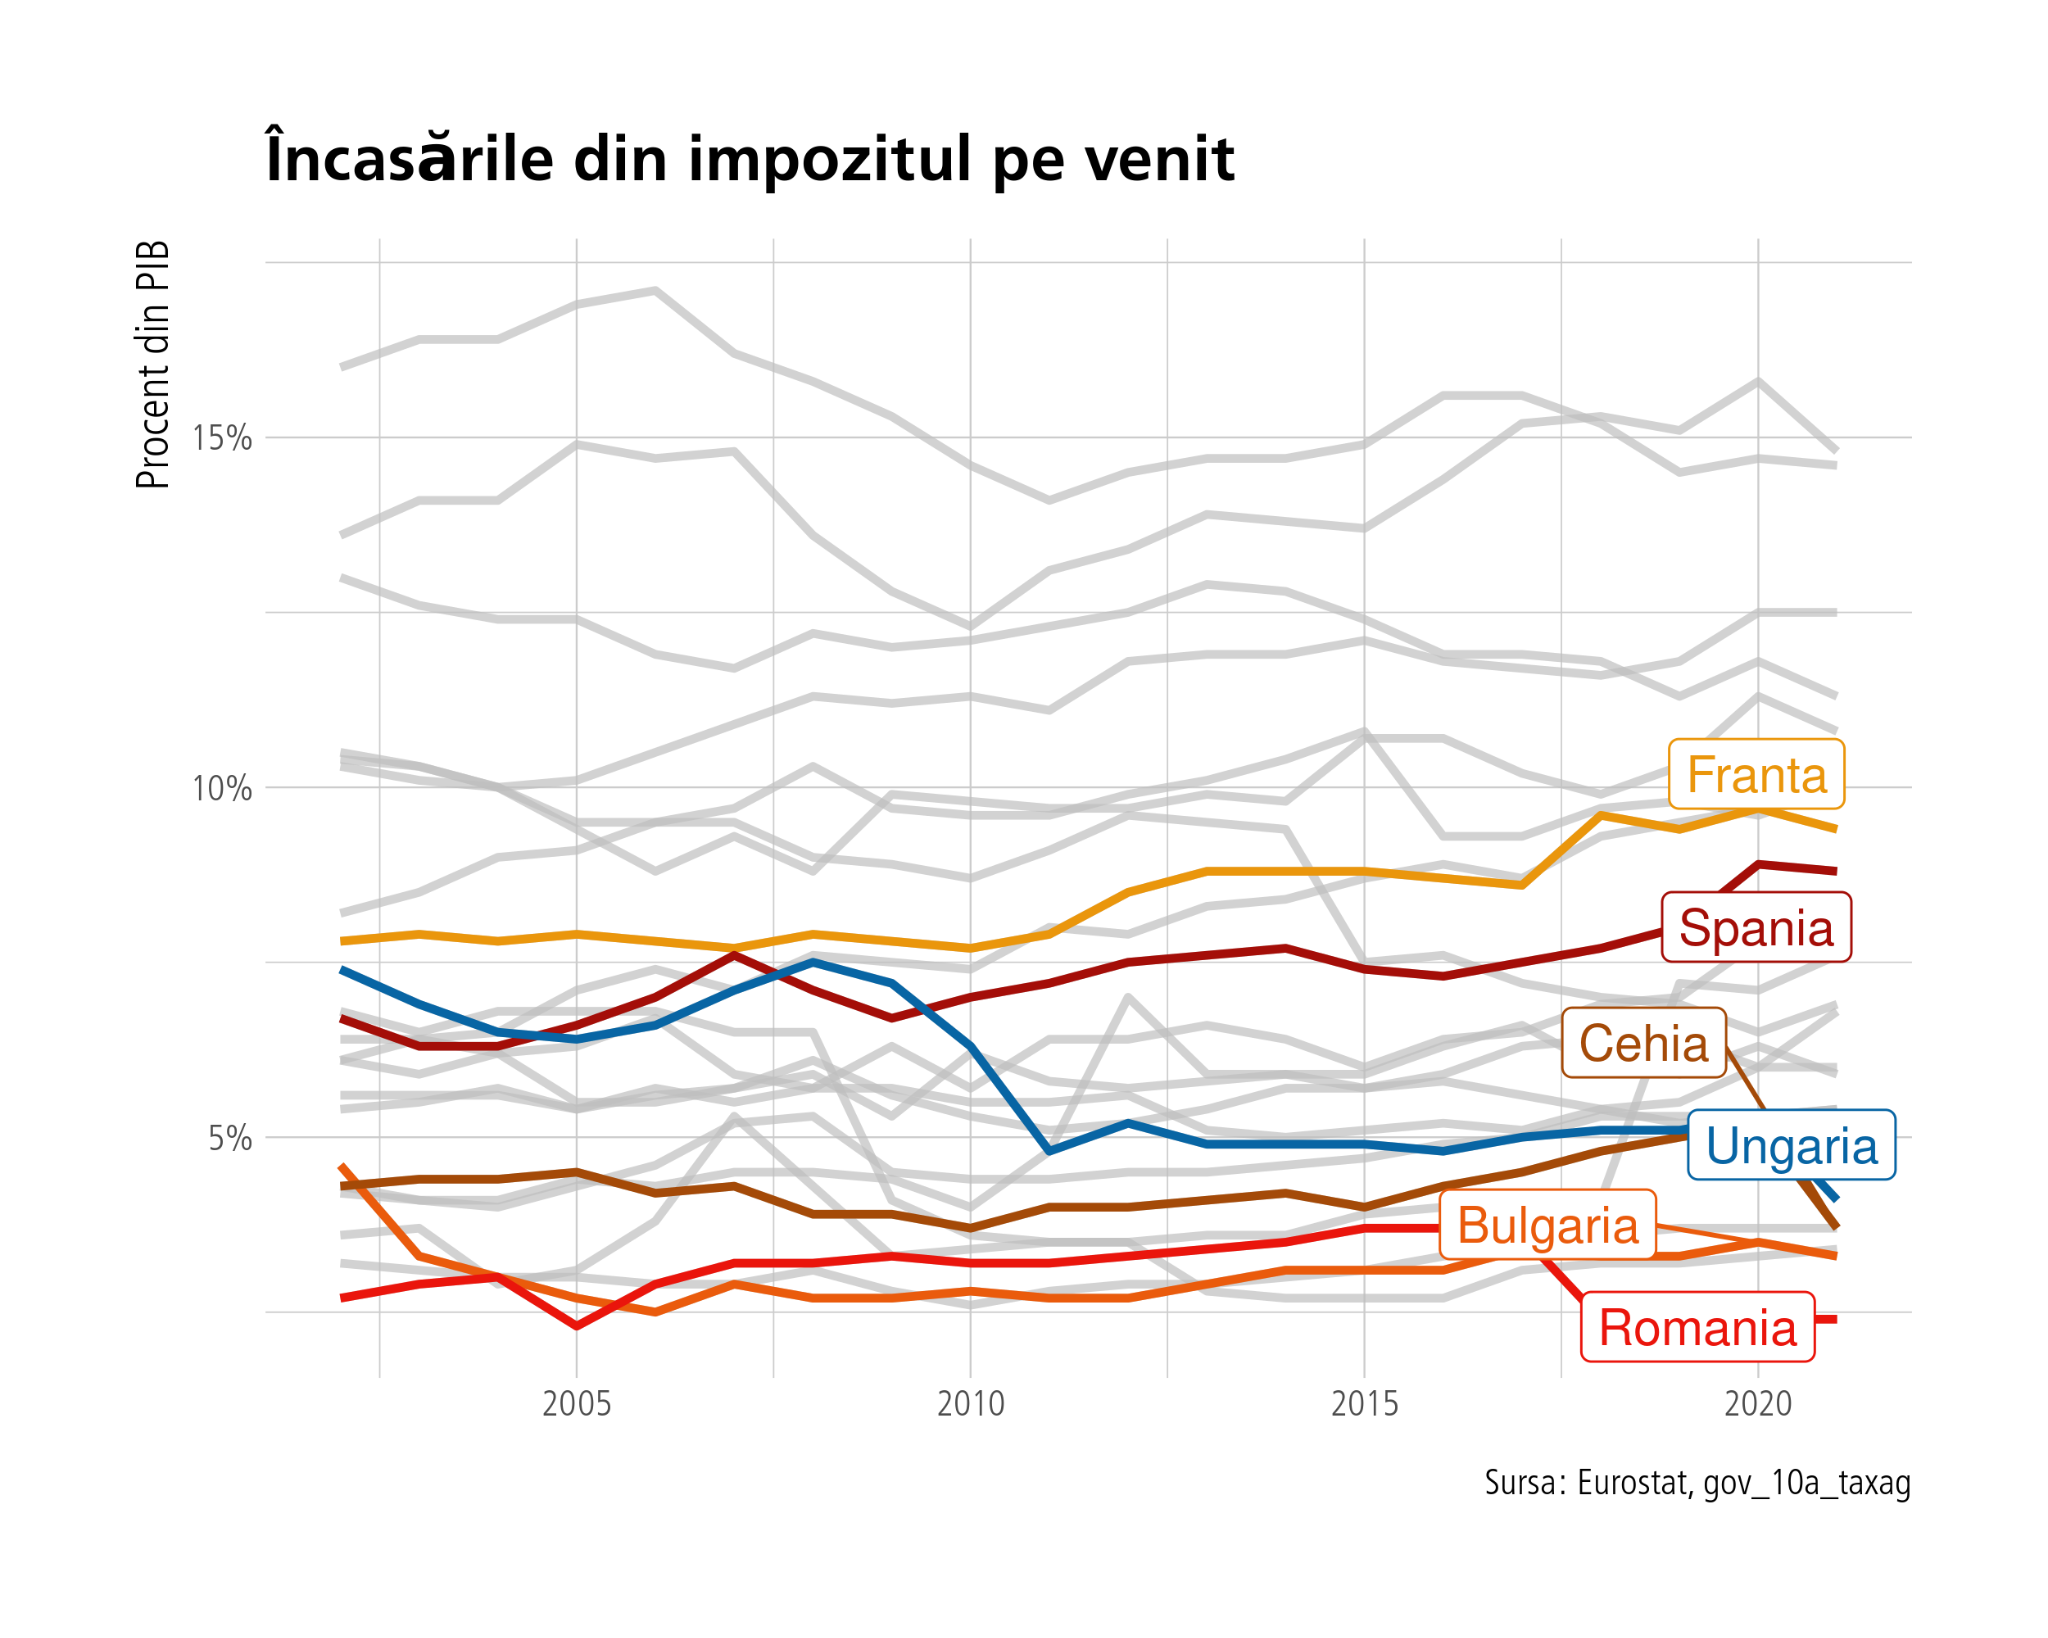 Încasările din impozitul pe venit
Procent din PIB
15%
10%
5%
Franta
Spania
Cehia
Ungaria
Bulgaria
Romania
2005
2010
2015
2020
Sursa: Eurostat, gov_10a_taxag